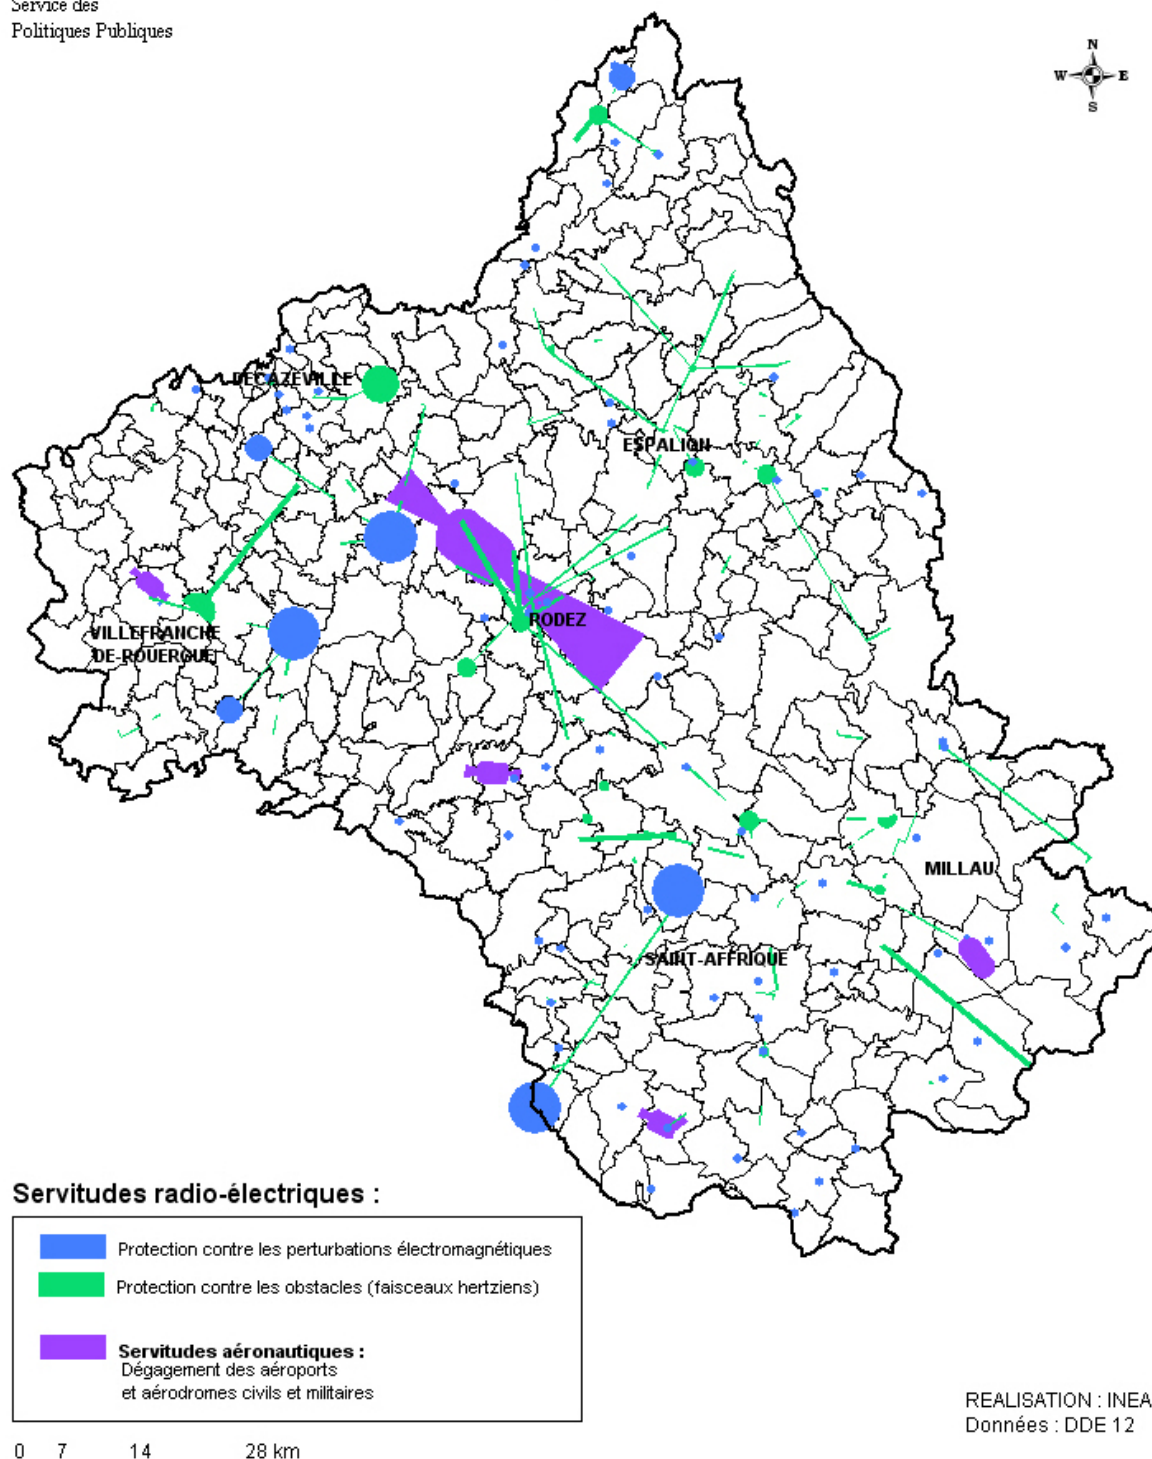 Service des
Politiques Publiques
N
W E
S
DECAZEVILLE
ESPALION
RODEZ
VILLEFRANCHE
DE-ROUERGUE
MILLAU
SAINT-AFFRIQUE
Servitudes radio-électriques :
Protection contre les perturbations électromagnétiques
Protection contre les obstacles (faisceaux hertziens)
Servitudes aéronautiques :
Dégagement des aéroports
et aérodromes civils et militaires
REALISATION : INEA
Données : DDE 12
0 7 14 28 km